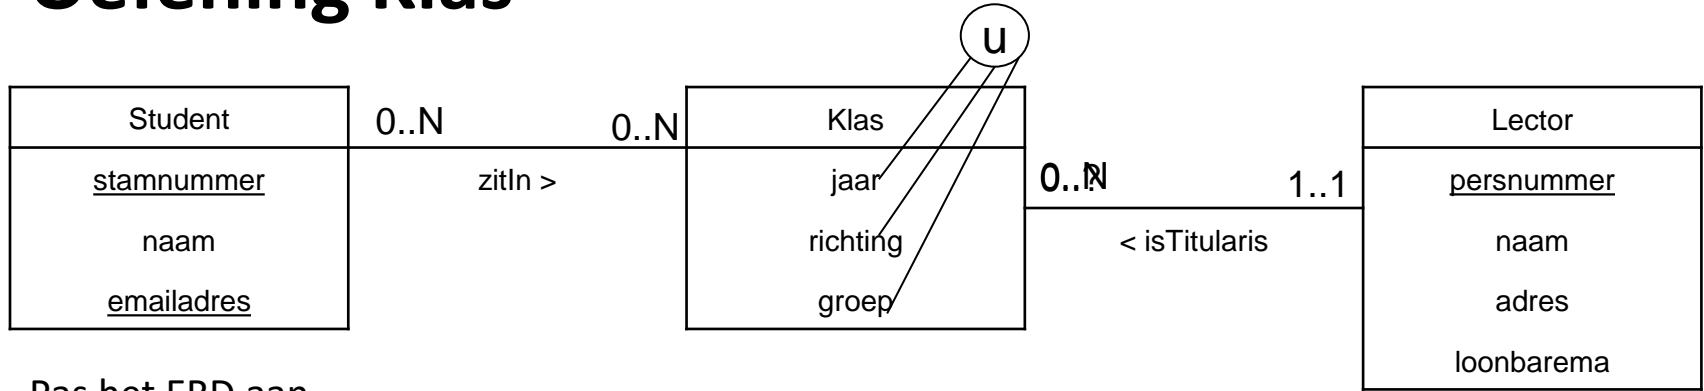 Oefening Klas
u
Student
0..N
0..N
Klas
Lector
stamnummer
zitIn >
jaar
0..N
1..1
persnummer
naam
richting
< isTitularis
naam
emailadres
groep
adres
loonbarema
Pas het ERD aan